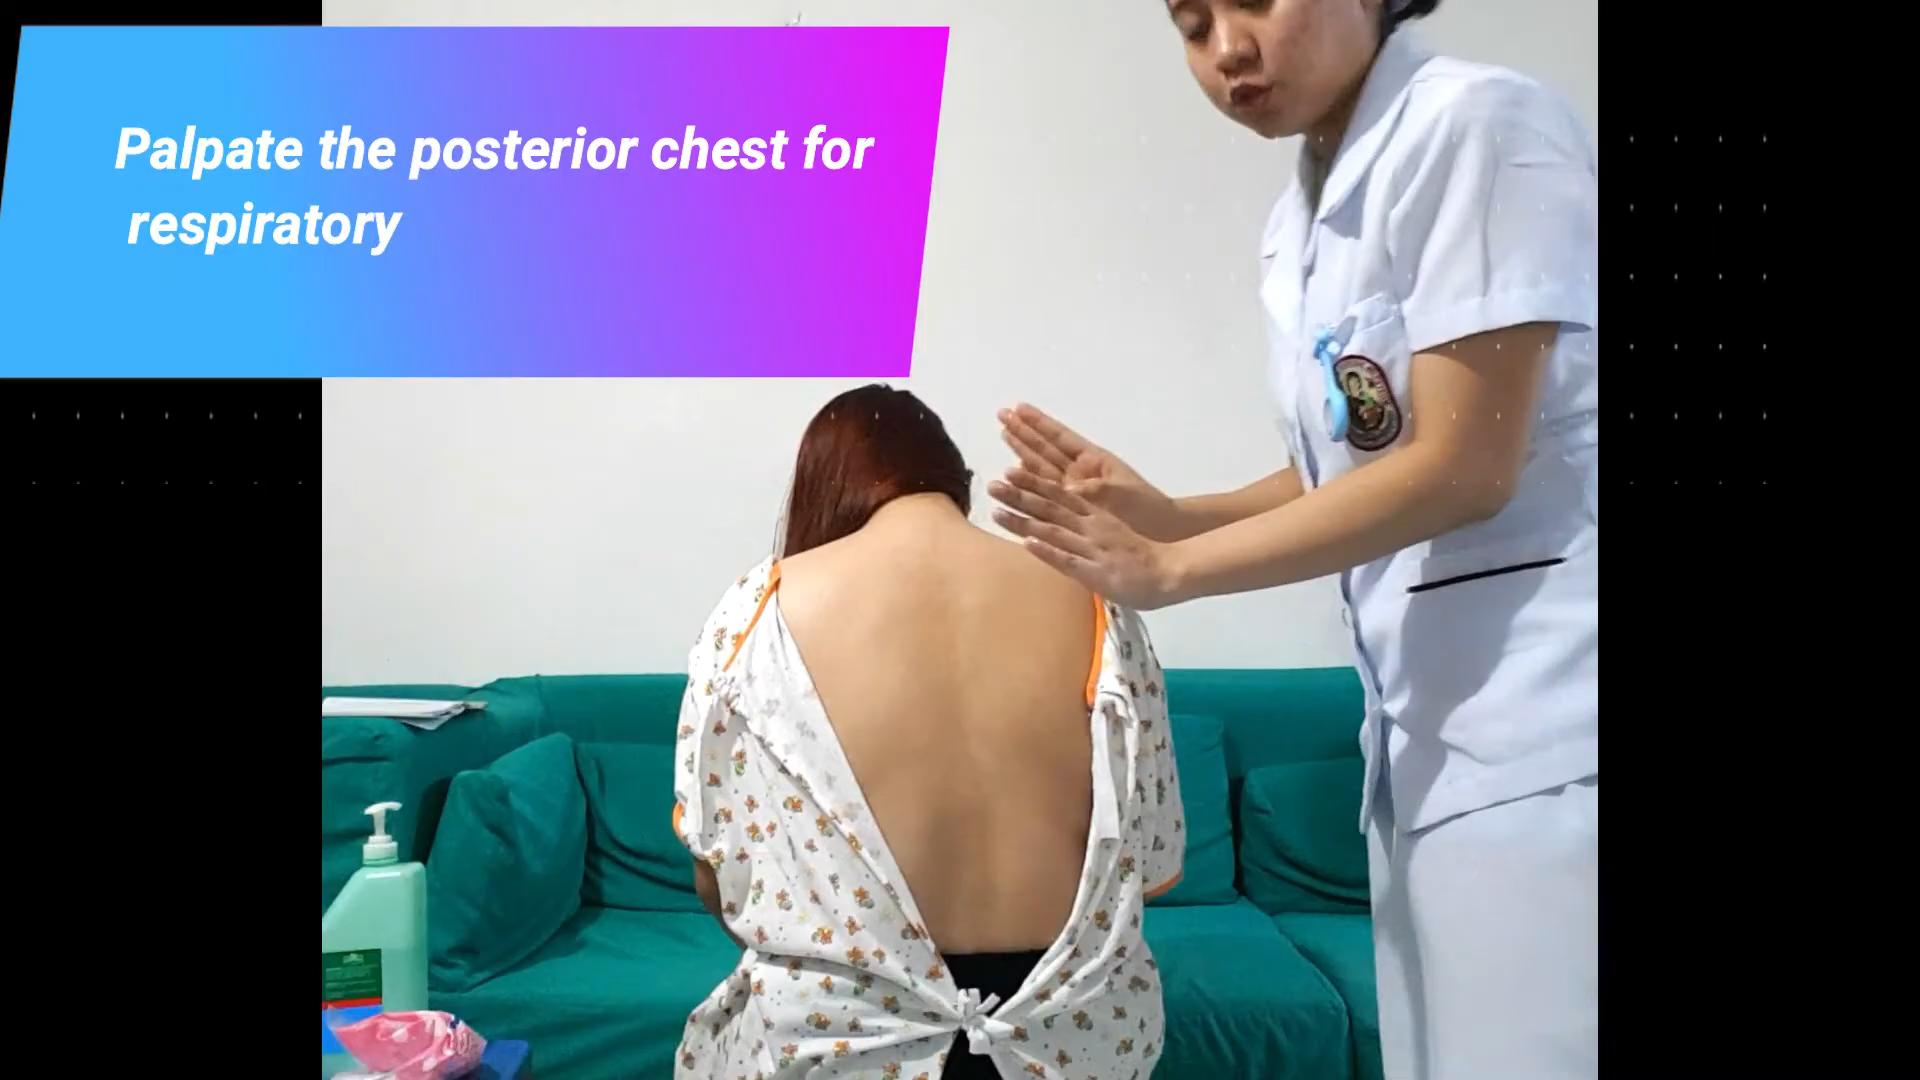 Palpate the posterior chest for
respiratory